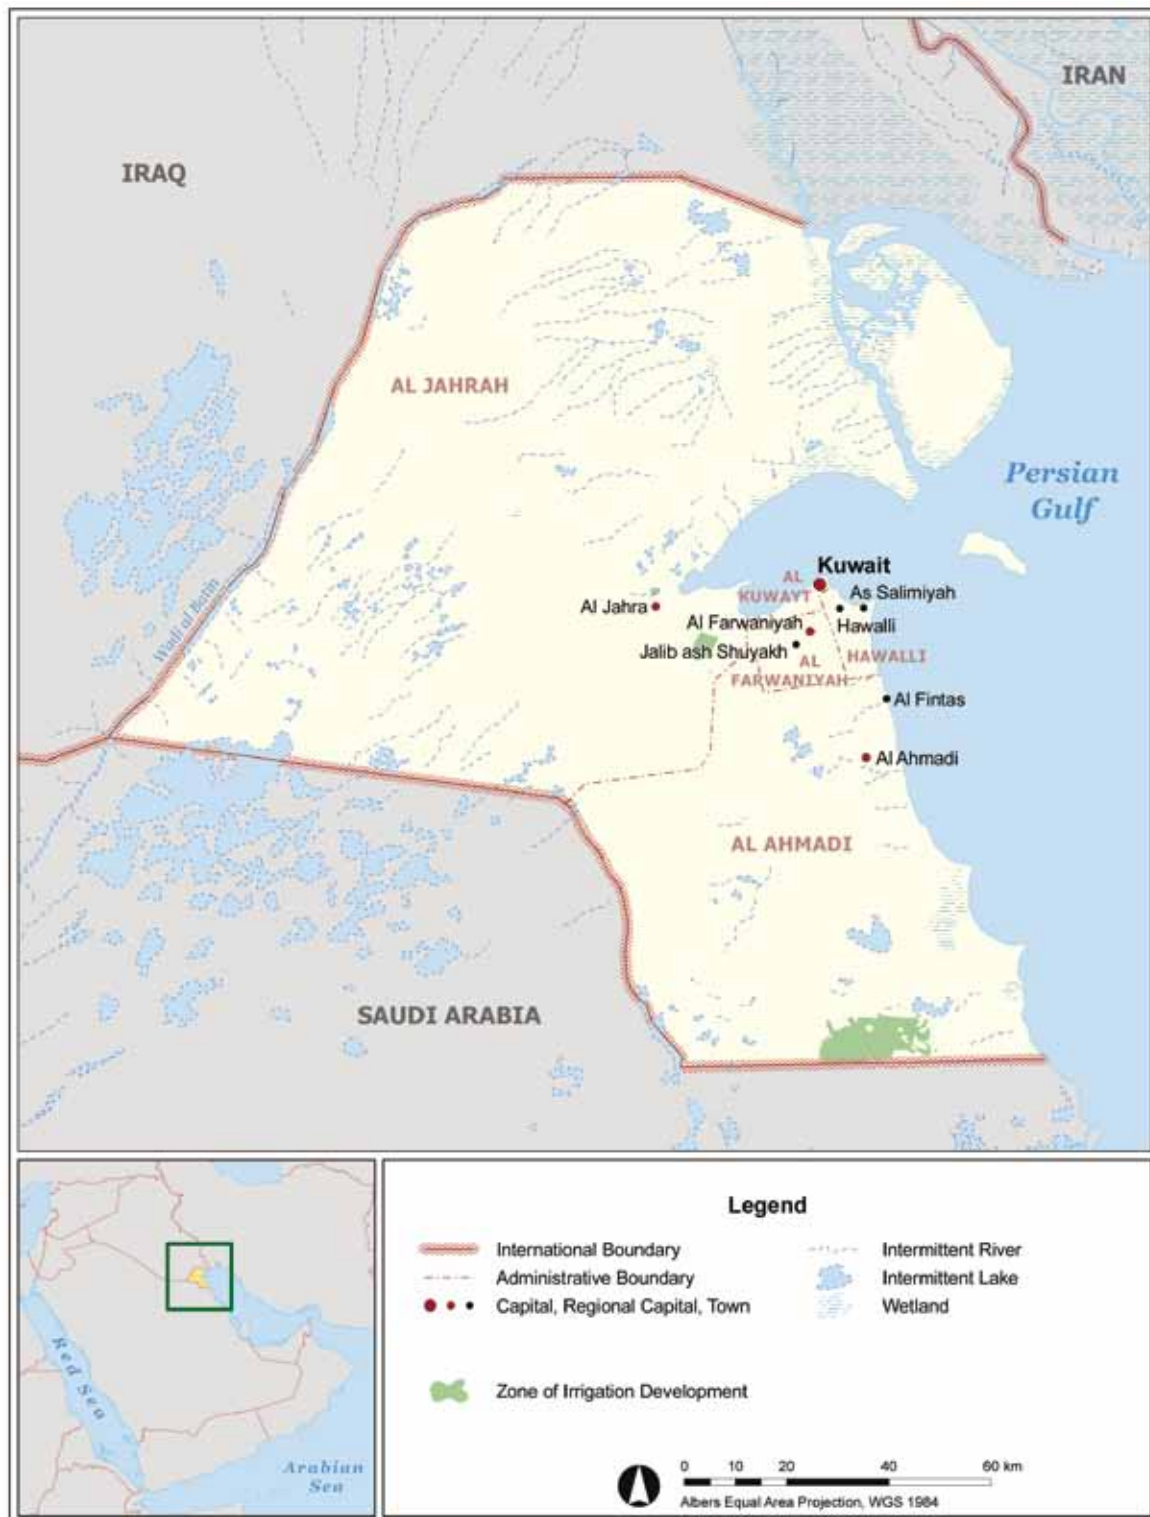 IRAN
IRAQ
AL JAHRAH
Persian
Gulf
Wadi al Batin
Kuwait
AL
KUWAYT
As Salimiyah
Al Jahra
Al Farwaniyah
Hawalli
Jalib ash Shuyakh
HAWALLI
AL
FARWANIYAH
Al Fintas
Al Ahmadi
AL AHMADI
SAUDI ARABIA
Red Sea
Arabian
Sea
Legend
International Boundary
Administrative Boundary
Capital, Regional Capital, Town
Zone of Irrigation Development
Intermittent River
Intermittent Lake
Wetland
0 10 20 40 60 km
Albers Equal Area Projection, WGS 1984